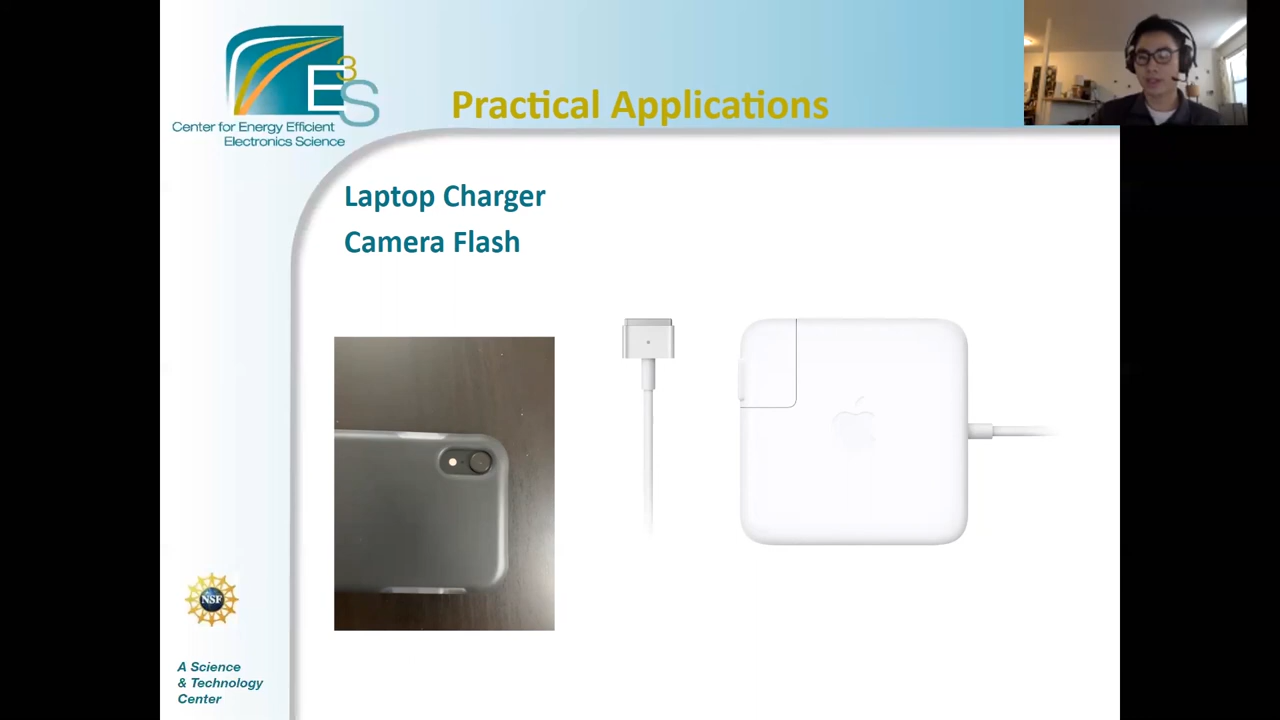 E3S
Center for Energy Efficient
Electronics Science
Practical Applications
Laptop Charger
Camera Flash
NSF
A Science
& Technology
Center